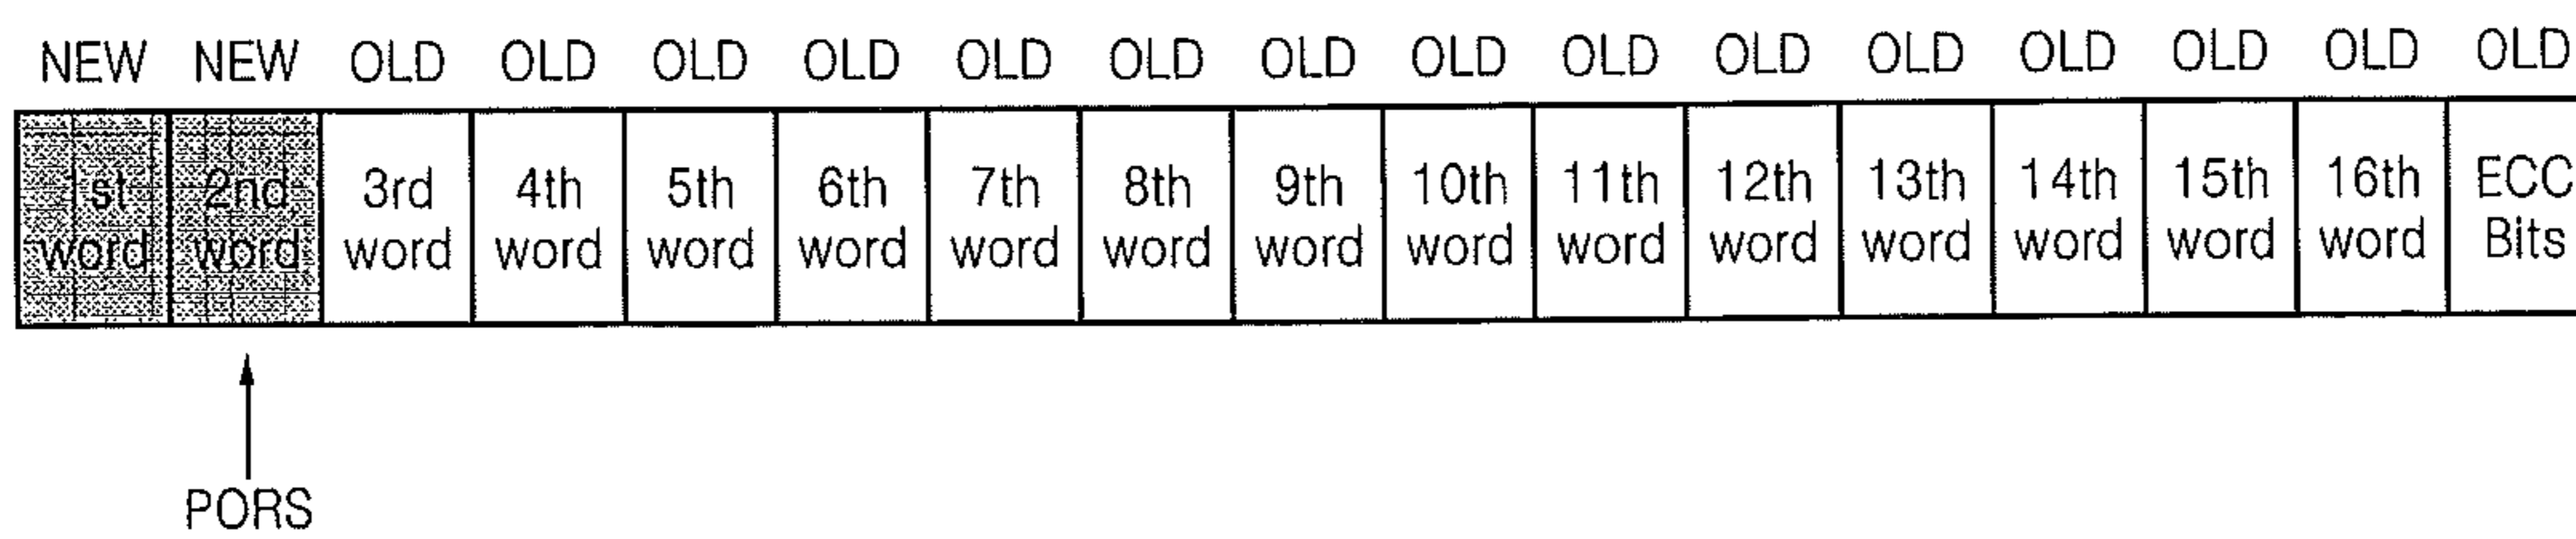 NEW NEW OLD OLD OLD OLD OLD OLD OLD OLD OLD OLD OLD OLD OLD OLD OLD
1st 2nd 3rd 4th 5th 6th 7th 8th 9th 10th 11th 12th 13th 14th 15th 16th ECC
word word word word word word word word word word word word word word word word Bits
PORS